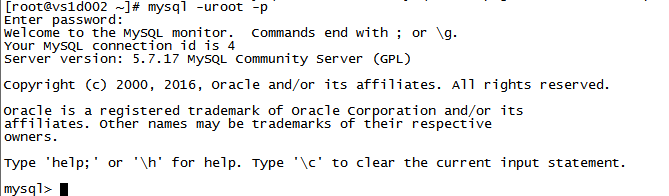 [root@vs1d002 ~]# mysql -uroot -p
Enter password:
Welcome to the MySQL monitor.  Commands end with ; or \g.
Your MySQL connection id is 4
Server version: 5.7.17 MySQL Community Server (GPL)
Copyright (c) 2000, 2016, Oracle and/or its affiliates. All rights reserved.
Oracle is a registered trademark of Oracle Corporation and/or its
affiliates. Other names may be trademarks of their respective
owners.
Type 'help;' or '\h' for help. Type '\c' to clear the current input statement.
mysql>